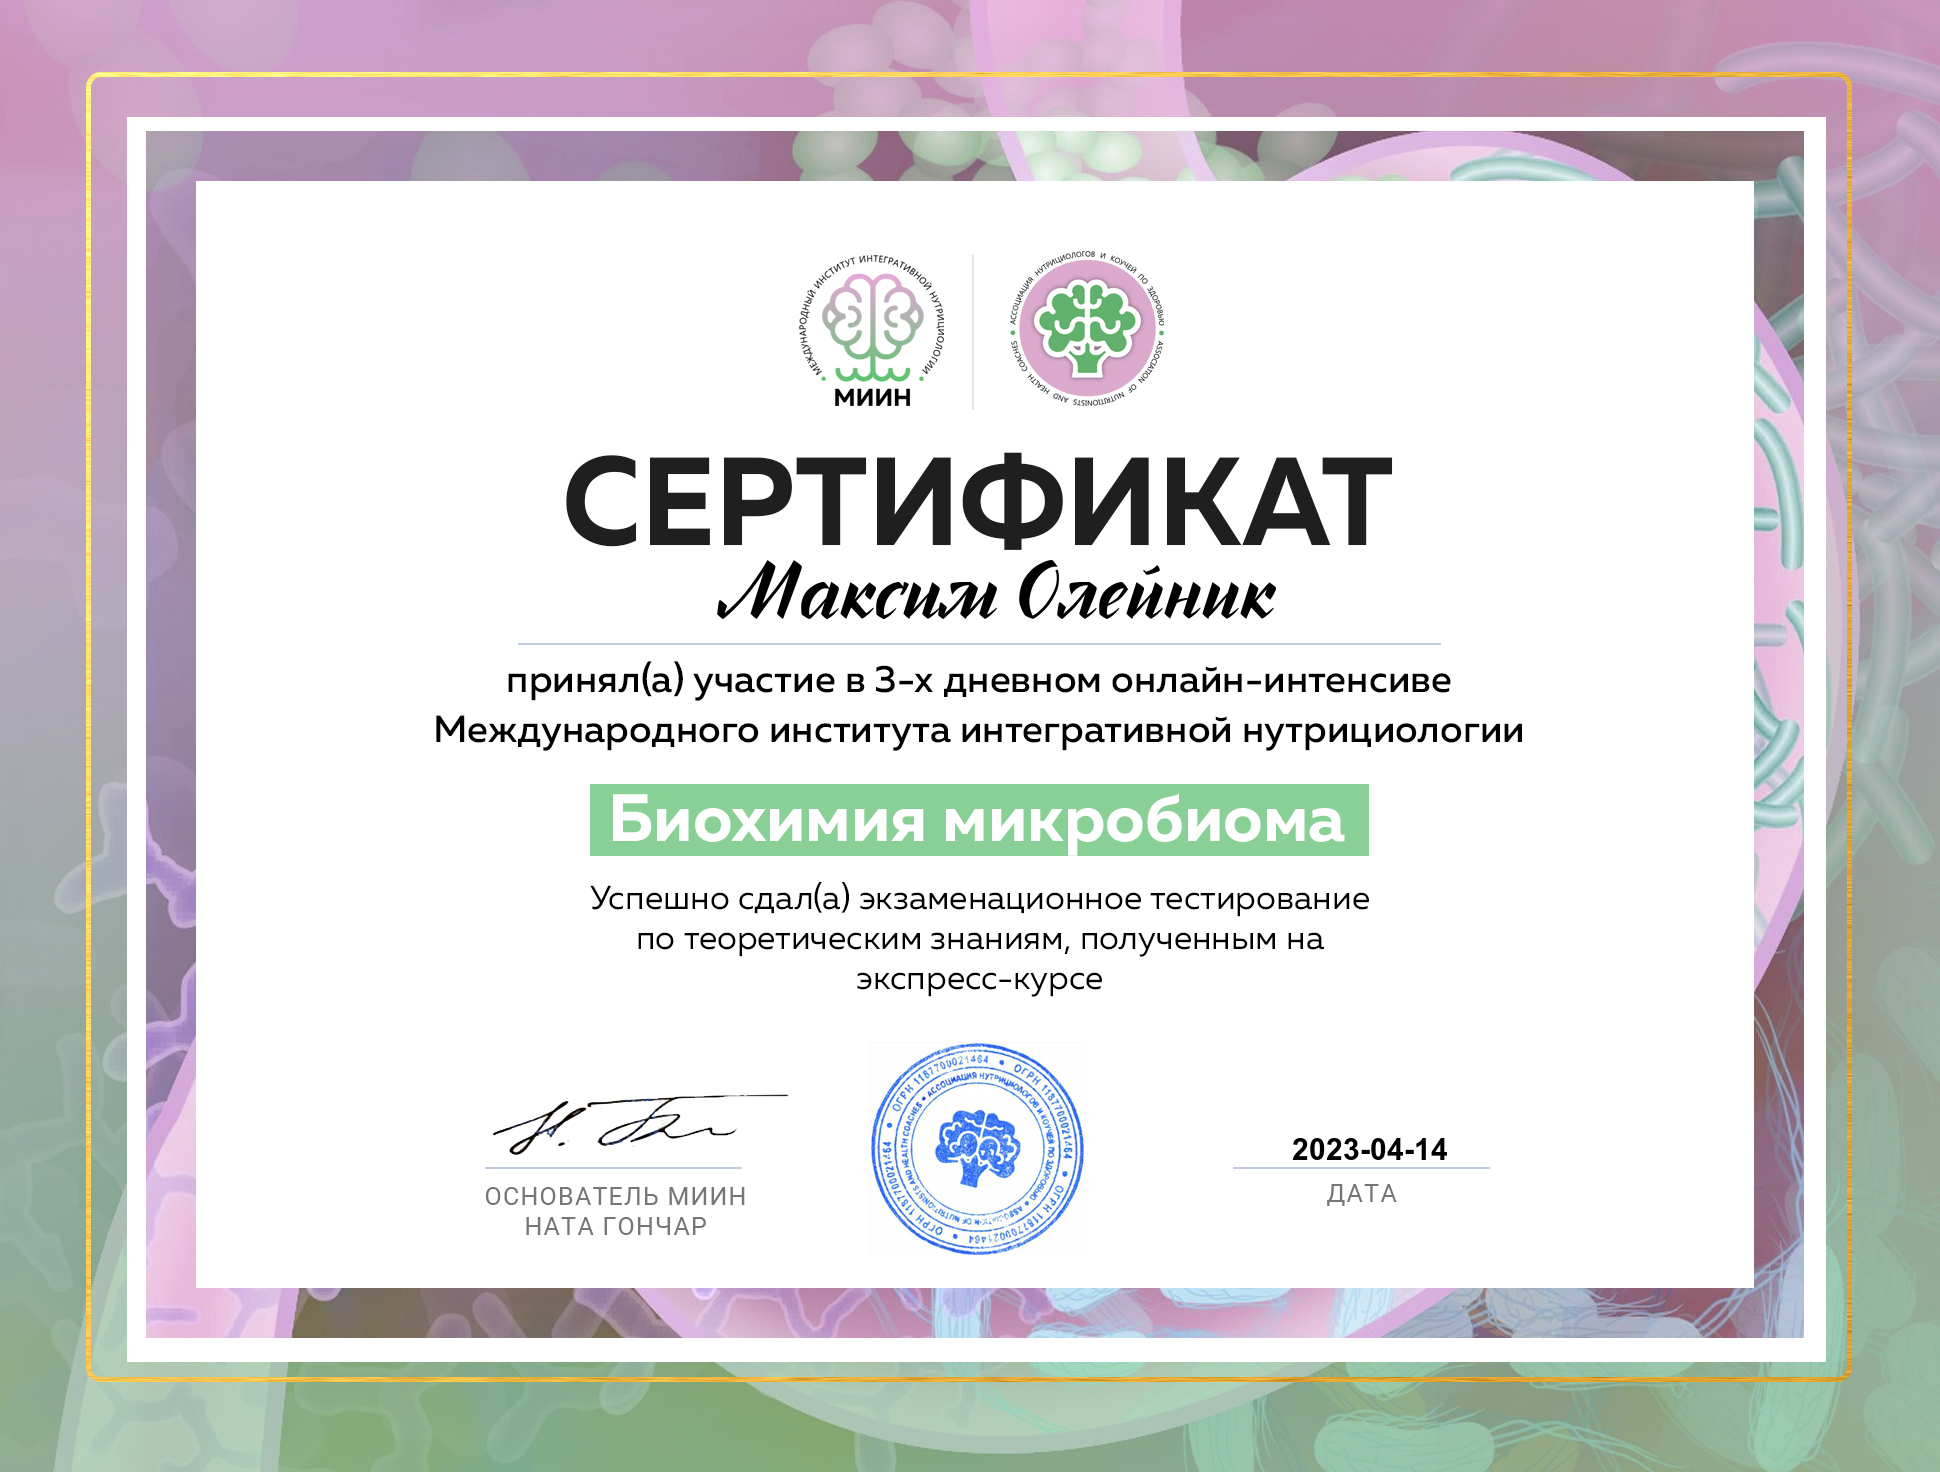 МЕЖДУНАРОДНЫЙ ИНСТИТУТ ИНТЕГРАТИВНОЙ НУТРИЦИОЛОГИИ
МИИН
АССОЦИАЦИЯ НУТРИЦИОЛОГОВ И КОУЧЕЙ ПО ЗДОРОВЬЮ
ASSOCIATION OF NUTRITIONISTS AND HEALTH COACHES
СЕРТИФИКАТ
Максим Олейник
принял(а) участие в 3-х дневном онлайн-интенсиве
Международного института интегративной нутрициологии
Биохимия микробиома
Успешно сдал(а) экзаменационное тестирование
по теоретическим знаниям, полученным на
экспресс-курсе
ОСНОВАТЕЛЬ МИИН
НАТА ГОНЧАР
ОГРН 1187700021464 • ОГРН 1187700021464 • ОГРН 1187700021464 • ОГРН 1187700021464
АССОЦИАЦИЯ НУТРИЦИОЛОГОВ И КОУЧЕЙ ПО ЗДОРОВЬЮ • ASSOCIATION OF NUTRITIONISTS AND HEALTH COACHES
2023-04-14
ДАТА